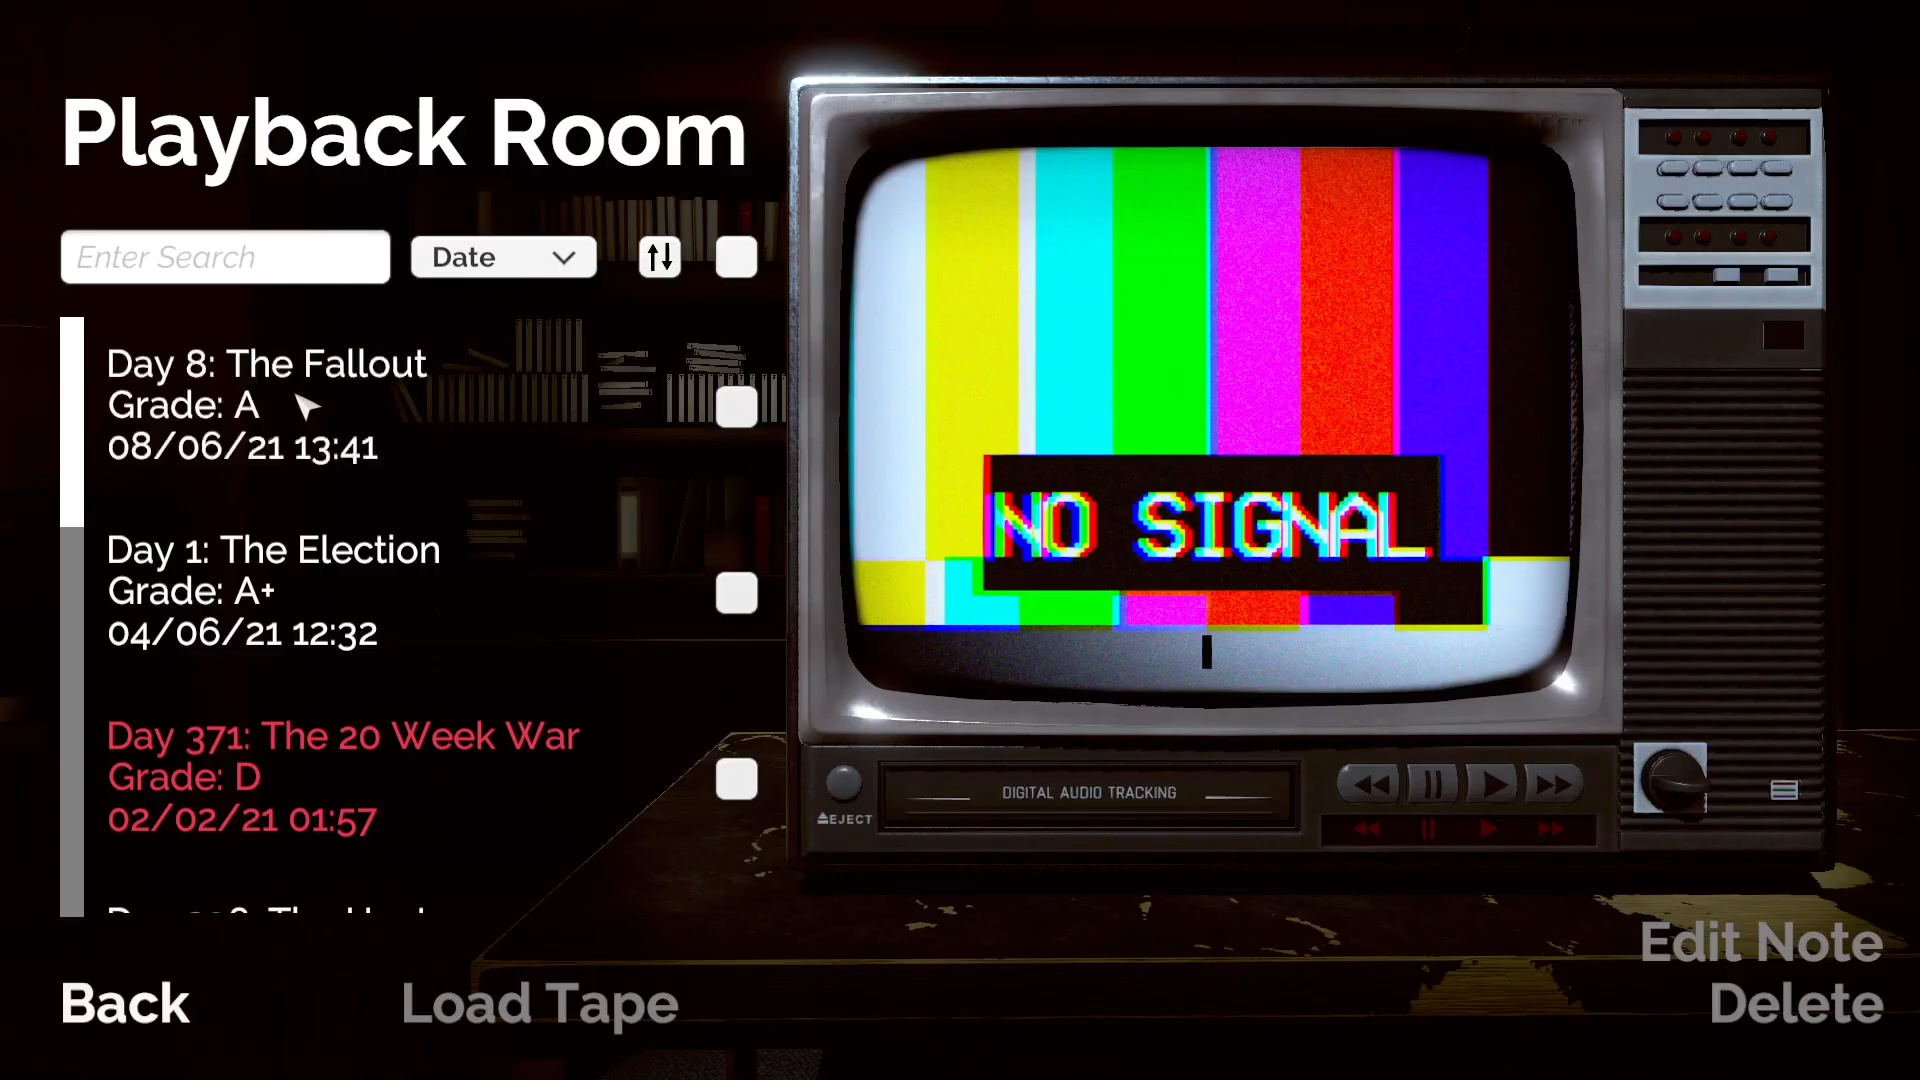 Playback Room
Enter Search
Date
Day 8: The Fallout
Grade: A
08/06/21 13:41
Day 1: The Election
Grade: A+
04/06/21 12:32
Day 371: The 20 Week War
Grade: D
02/02/21 01:57
NO SIGNAL
DIGITAL AUDIO TRACKING
EJECT
Edit Note
Back
Load Tape
Delete